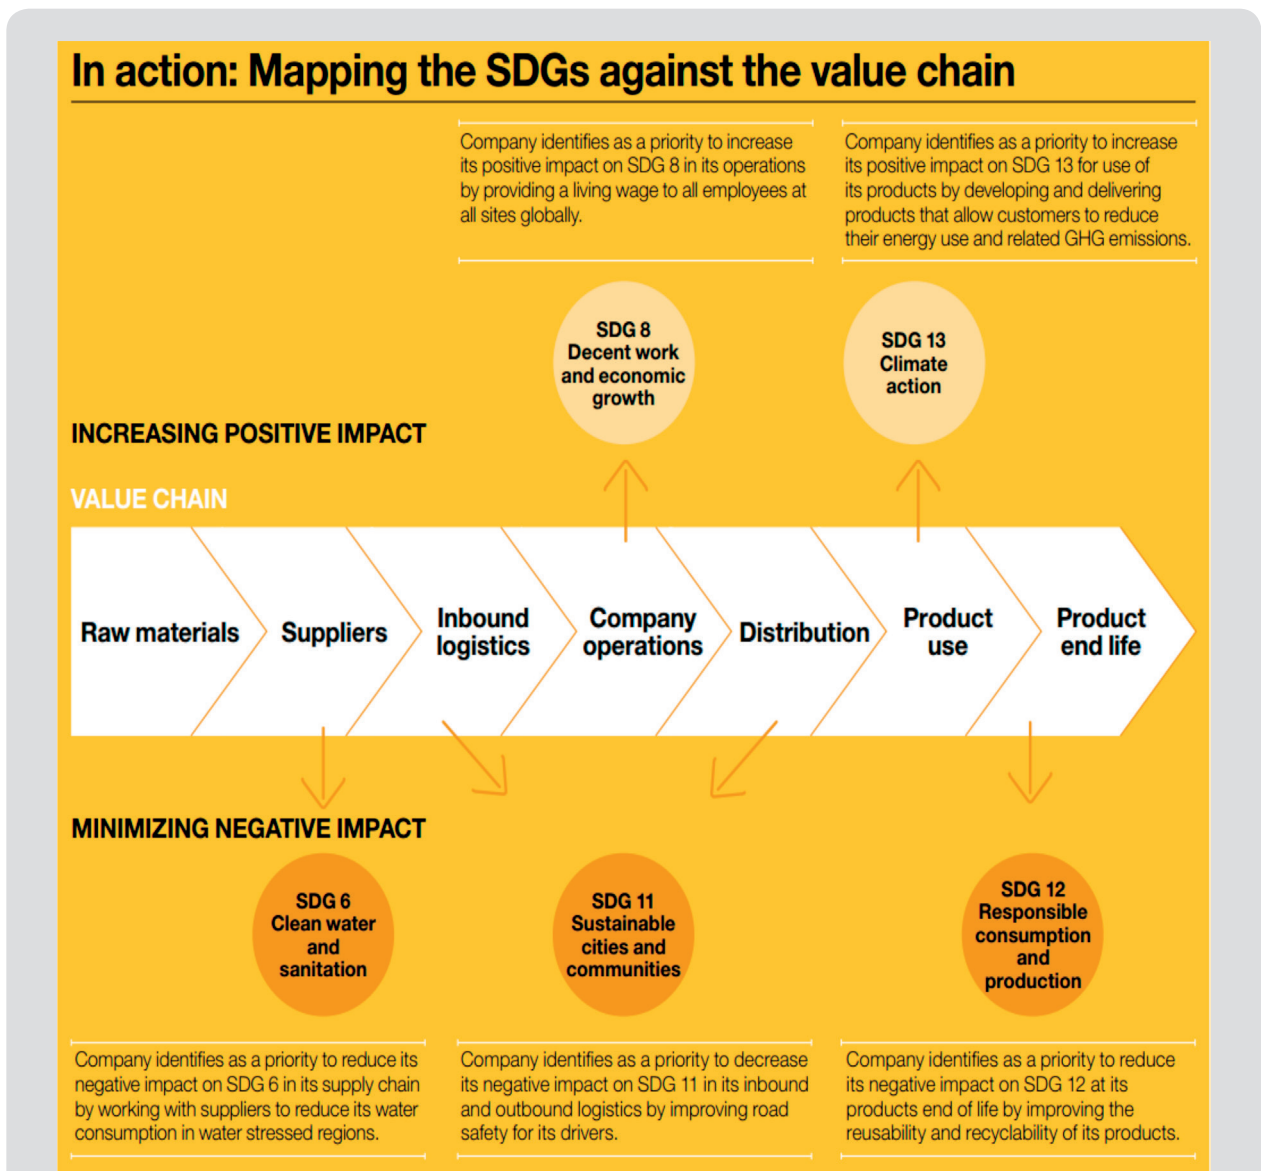 In action: Mapping the SDGs against the value chain
Company identifies as a priority to increase
its positive impact on SDG 8 in its operations
by providing a living wage to all employees at
all sites globally.
Company identifies as a priority to increase
its positive impact on SDG 13 for use of
its products by developing and delivering
products that allow customers to reduce
their energy use and related GHG emissions.
SDG 8
Decent work
and economic
growth
SDG 13
Climate
action
INCREASING POSITIVE IMPACT
VALUE CHAIN
Raw materials
Suppliers
Inbound
logistics
Company
operations
Distribution
Product
use
Product
end life
MINIMIZING NEGATIVE IMPACT
SDG 6
Clean water
and
sanitation
SDG 11
Sustainable
cities and
communities
SDG 12
Responsible
consumption
and
production
Company identifies as a priority to reduce its
negative impact on SDG 6 in its supply chain
by working with suppliers to reduce its water
consumption in water stressed regions.
Company identifies as a priority to decrease
its negative impact on SDG 11 in its inbound
and outbound logistics by improving road
safety for its drivers.
Company identifies as a priority to reduce
its negative impact on SDG 12 at its
products end of life by improving the
reusability and recyclability of its products.